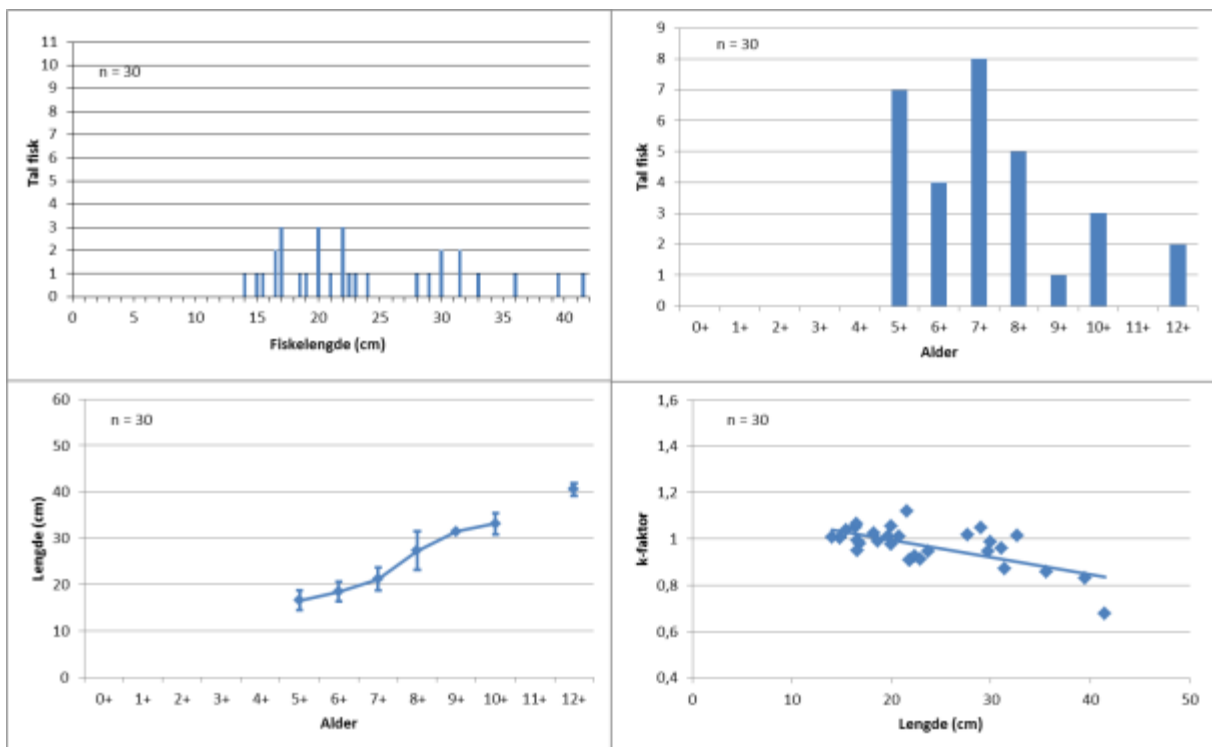 11
10
9
8
7
6
5
4
3
2
1
0
n = 30
Tal fisk
0 5 10 15 20 25 30 35 40
Fiskelengde (cm)
9
8
7
6
5
4
3
2
1
0
n = 30
Tal fisk
0+ 1+ 2+ 3+ 4+ 5+ 6+ 7+ 8+ 9+ 10+ 11+ 12+
Alder
60
50
40
30
20
10
0
n = 30
Lengde (cm)
0+ 1+ 2+ 3+ 4+ 5+ 6+ 7+ 8+ 9+ 10+ 11+ 12+
Alder
1,6
1,4
1,2
1
0,8
0,6
0,4
n = 30
k-faktor
0 10 20 30 40 50
Lengde (cm)